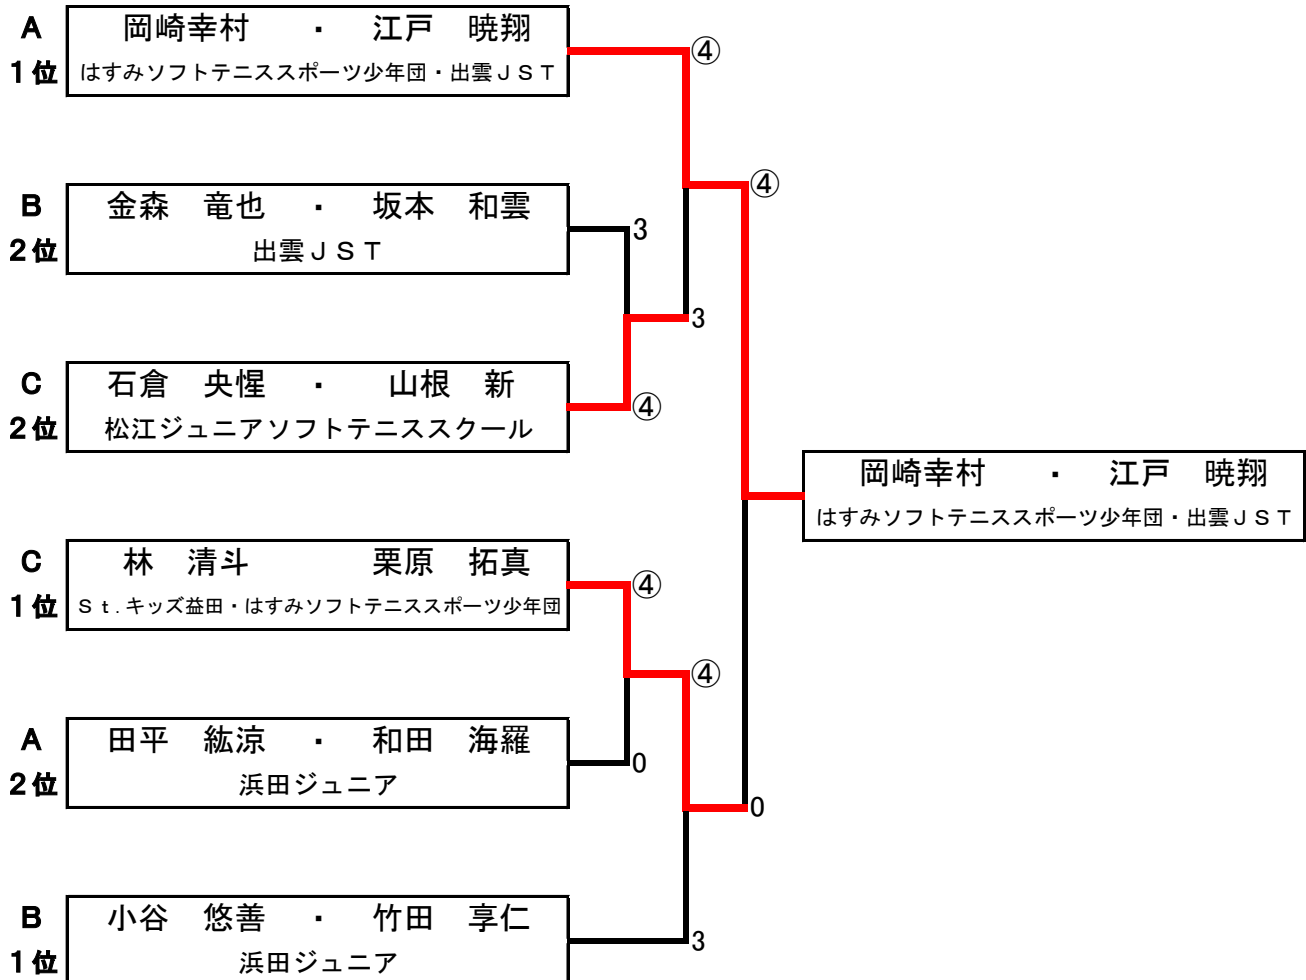 A
岡崎幸村　・　江戸　暁翔
④
1位
はすみソフトテニススポーツ少年団・出雲ＪＳＴ
④
B
金森　竜也　・　坂本　和雲
3
2位
出雲ＪＳＴ
3
C
石倉　央惺　・　山根　新
④
2位
松江ジュニアソフトテニススクール
岡崎幸村　・　江戸　暁翔
はすみソフトテニススポーツ少年団・出雲ＪＳＴ
C
林　清斗　　栗原　拓真
④
1位
Ｓｔ.キッズ益田・はすみソフトテニススポーツ少年団
④
A
田平　紘涼　・　和田　海羅
0
2位
浜田ジュニア
0
B
小谷　悠善　・　竹田　享仁
3
1位
浜田ジュニア